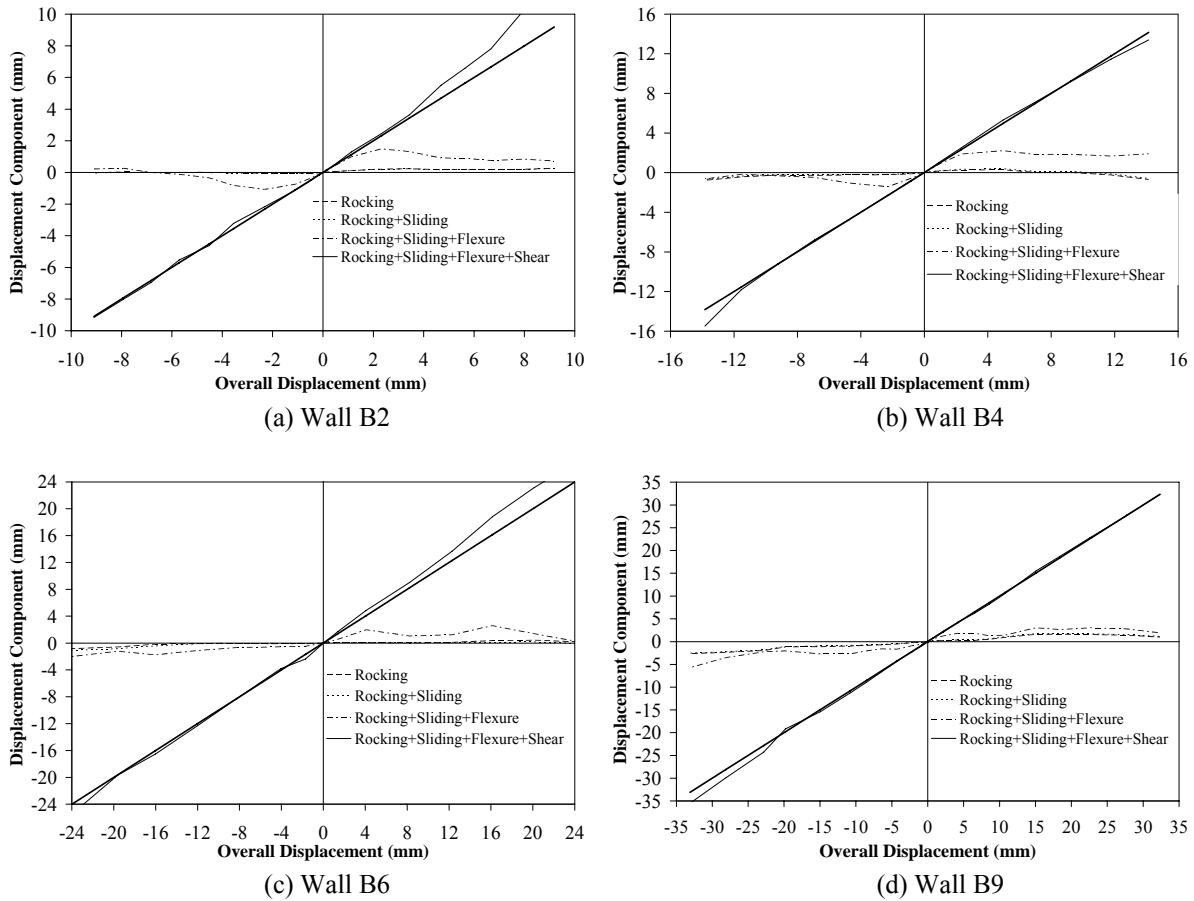 10
8
6
4
2
0
-2
-4
-6
-8
-10
Displacement Component (mm)
Rocking
Rocking+Sliding
Rocking+Sliding+Flexure
Rocking+Sliding+Flexure+Shear
-10 -8 -6 -4 -2 0 2 4 6 8 10
Overall Displacement (mm)
(a) Wall B2
16
12
8
4
0
-4
-8
-12
-16
Displacement Component (mm)
Rocking
Rocking+Sliding
Rocking+Sliding+Flexure
Rocking+Sliding+Flexure+Shear
-16 -12 -8 -4 0 4 8 12 16
Overall Displacement (mm)
(b) Wall B4
24
20
16
12
8
4
0
-4
-8
-12
-16
-20
-24
Displacement Component (mm)
Rocking
Rocking+Sliding
Rocking+Sliding+Flexure
Rocking+Sliding+Flexure+Shear
-24 -20 -16 -12 -8 -4 0 4 8 12 16 20 24
Overall Displacement (mm)
(c) Wall B6
35
30
25
20
15
10
5
0
-5
-10
-15
-20
-25
-30
-35
Displacement Component (mm)
Rocking
Rocking+Sliding
Rocking+Sliding+Flexure
Rocking+Sliding+Flexure+Shear
-35 -30 -25 -20 -15 -10 -5 0 5 10 15 20 25 30 35
Overall Displacement (mm)
(d) Wall B9